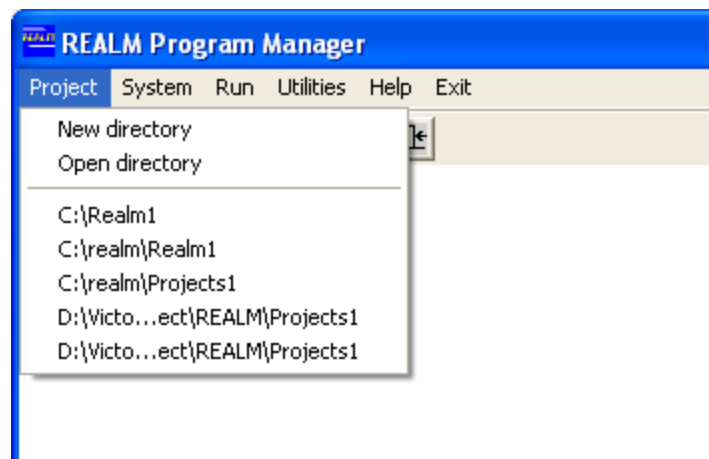 REALM REALM Program Manager
Project System Run Utilities Help Exit
New directory
Open directory
C:\Realm1
C:\realm\Realm1
C:\realm\Projects1
D:\Victo...ect\REALM\Projects1
D:\Victo...ect\REALM\Projects1